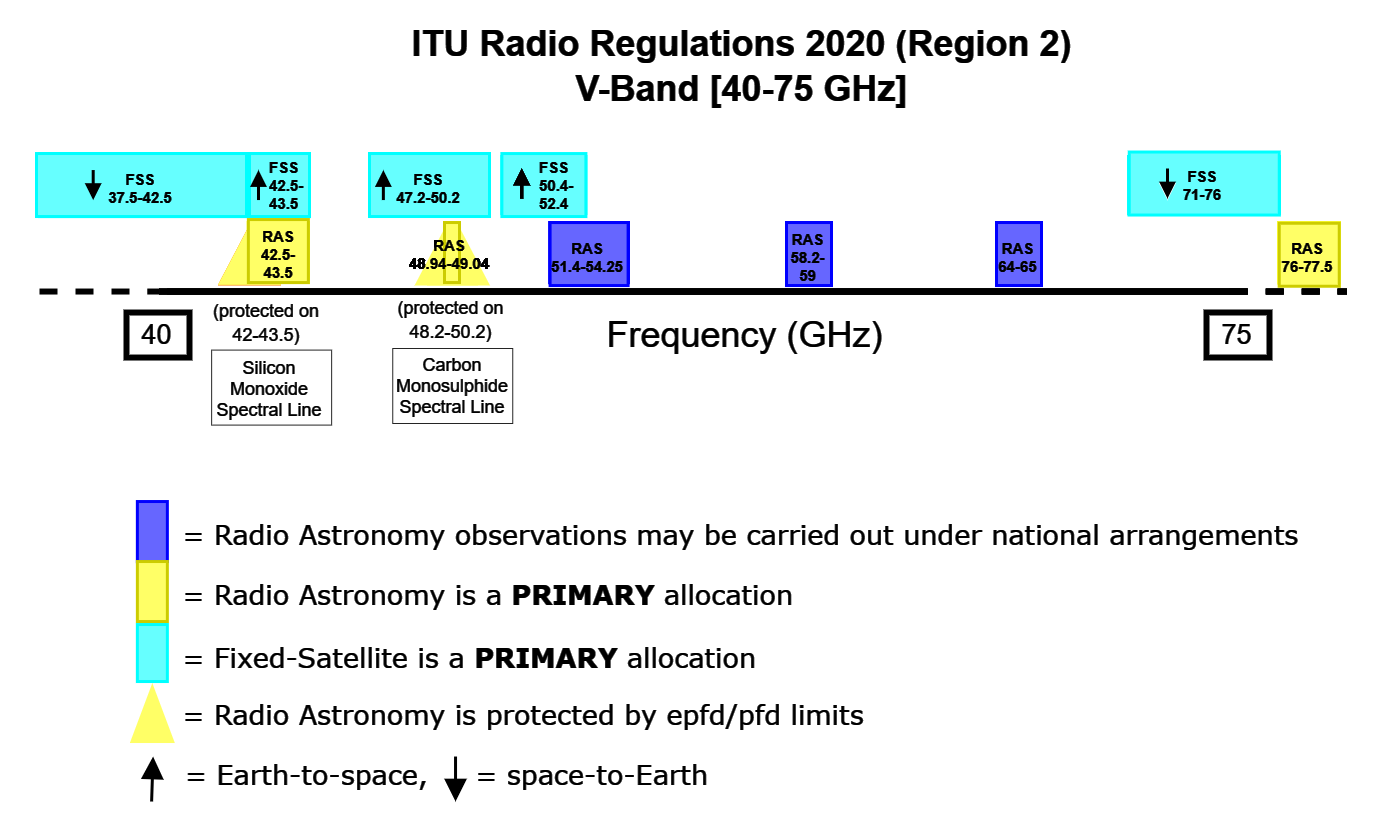 ITU Radio Regulations 2020 (Region 2)
V-Band [40-75 GHz]
FSS
37.5-42.5
FSS
42.5-
43.5
FSS
47.2-50.2
FSS
50.4-
52.4
FSS
71-76
RAS
42.5-
43.5
RAS
48.94-49.04
RAS
51.4-54.25
RAS
58.2-
59
RAS
64-65
RAS
76-77.5
40
(protected on
42-43.5)
Silicon
Monoxide
Spectral Line
(protected on
48.2-50.2)
Carbon
Monosulphide
Spectral Line
Frequency (GHz)
75
= Radio Astronomy observations may be carried out under national arrangements
= Radio Astronomy is a PRIMARY allocation
= Fixed-Satellite is a PRIMARY allocation
= Radio Astronomy is protected by epfd/pfd limits
= Earth-to-space, = space-to-Earth